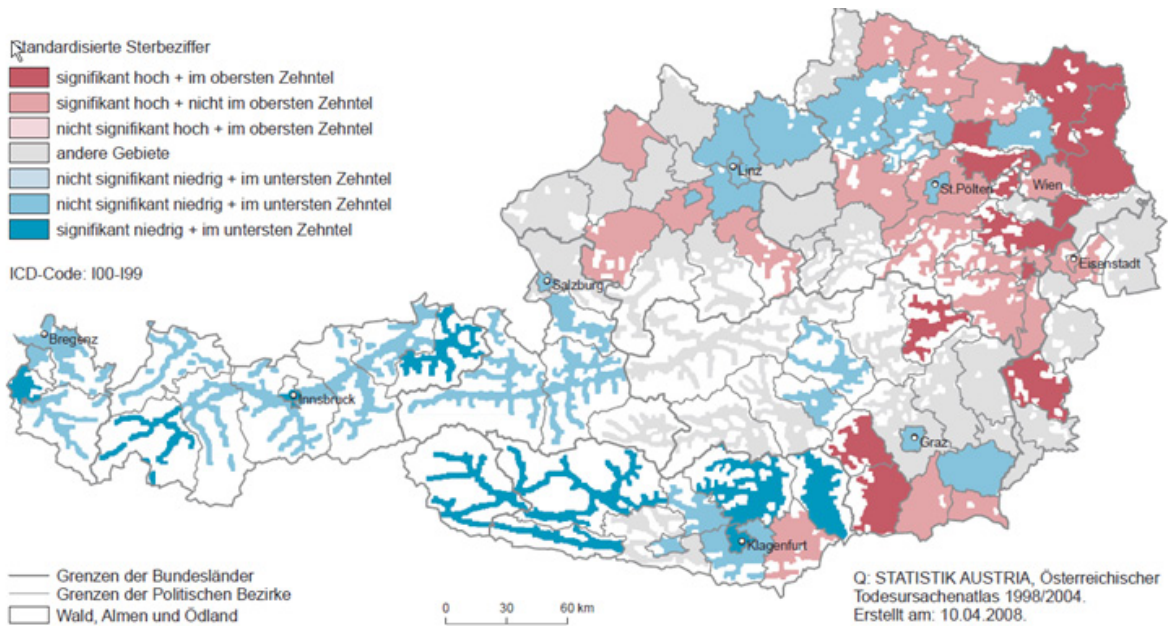 Standardisierte Sterbeziffer
signifikant hoch + im obersten Zehntel
signifikant hoch + nicht im obersten Zehntel
nicht signifikant hoch + im obersten Zehntel
andere Gebiete
nicht signifikant niedrig + im untersten Zehntel
nicht signifikant niedrig + im untersten Zehntel
signifikant niedrig + im untersten Zehntel
ICD-Code: I00-I99
Linz
St.Pölten
Wien
Eisenstadt
Salzburg
Bregenz
Innsbruck
Graz
Klagenfurt
Grenzen der Bundesländer
Grenzen der Politischen Bezirke
Wald, Almen und Ödland
0 30 60 km
Q: STATISTIK AUSTRIA, Österreichischer
Todesursachenatlas 1998/2004.
Erstellt am: 10.04.2008.